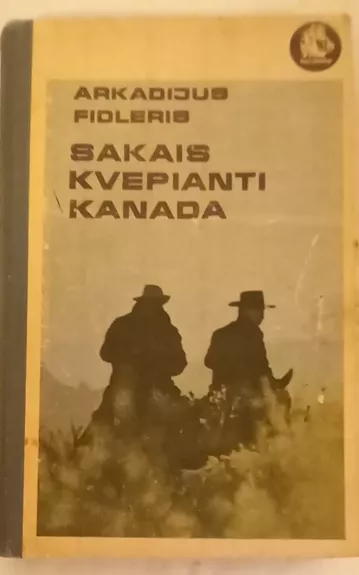 ARKADIJUS
FIDLERIS
SAKAIS
KVEPIANTI
KANADA